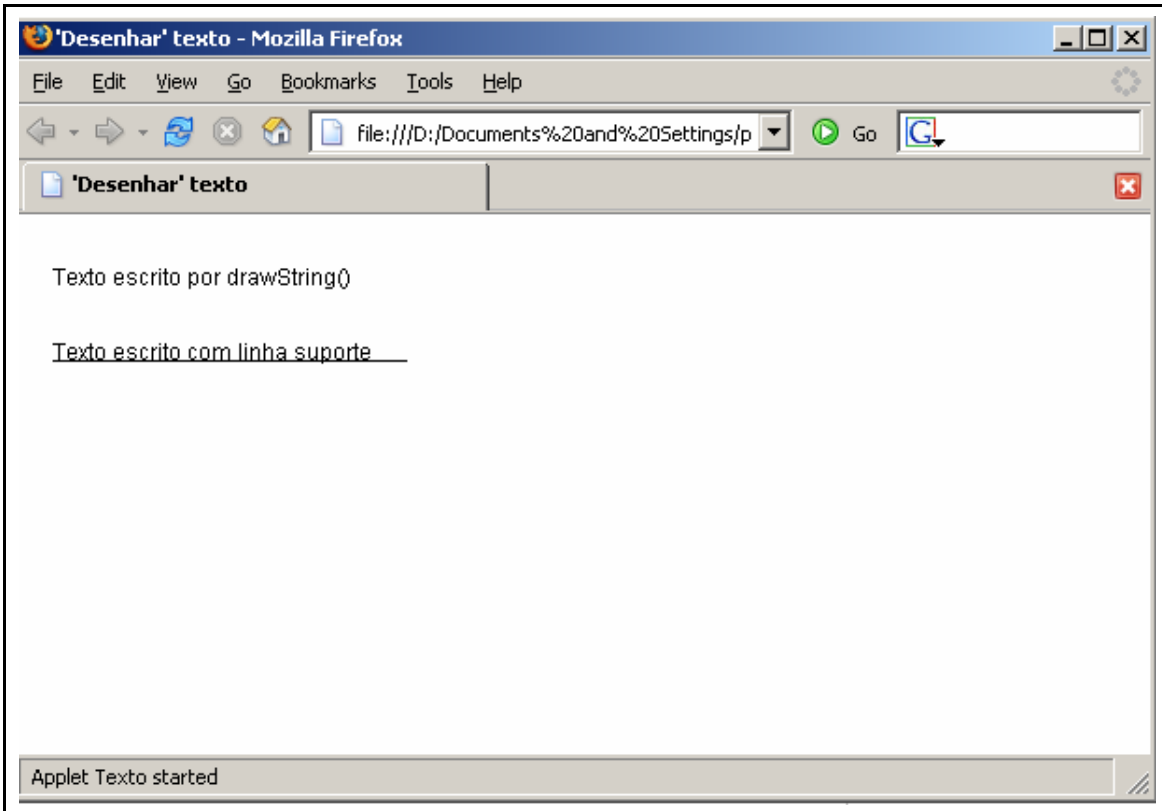 'Desenhar' texto - Mozilla Firefox
File Edit View Go Bookmarks Tools Help
file:///D:/Documents%20and%20Settings/p Go G
'Desenhar' texto
Texto escrito por drawString()
Texto escrito com linha suporte
Applet Texto started